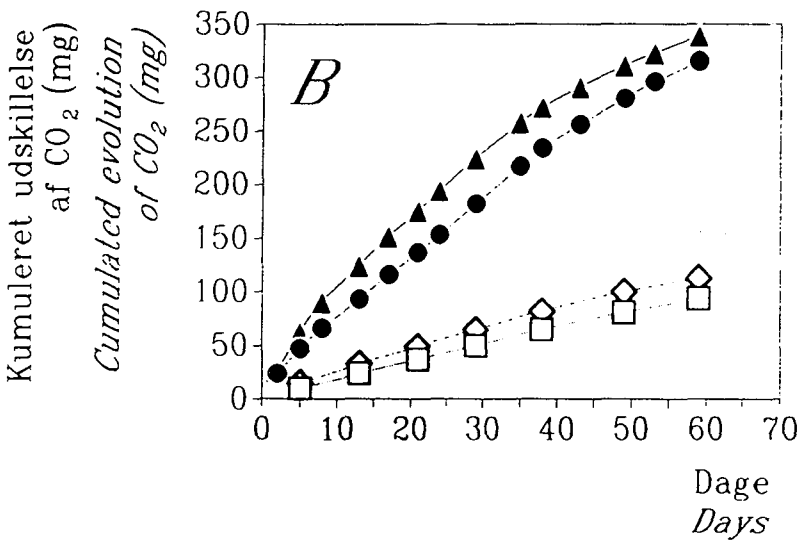 Kumuleret udskillelse
af CO₂ (mg)
Cumulated evolution
of CO₂ (mg)
B
350
300
250
200
150
100
50
0
0 10 20 30 40 50 60 70
Dage
Days